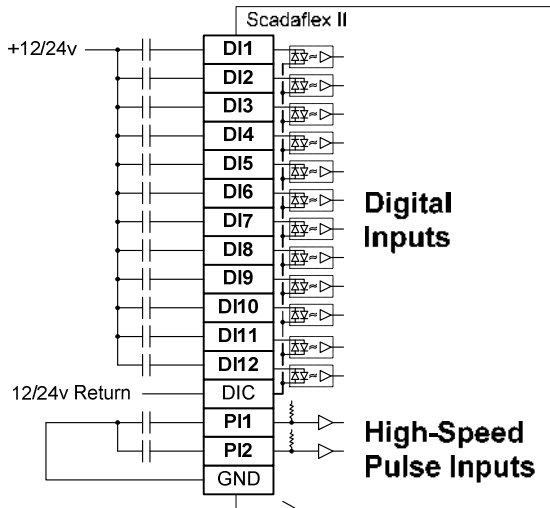 Scadaflex II
+12/24v
DI1
DI2
DI3
DI4
DI5
DI6
DI7
DI8
DI9
DI10
DI11
DI12
Digital
Inputs
12/24v Return
DIC
PI1
PI2
GND
High-Speed
Pulse Inputs